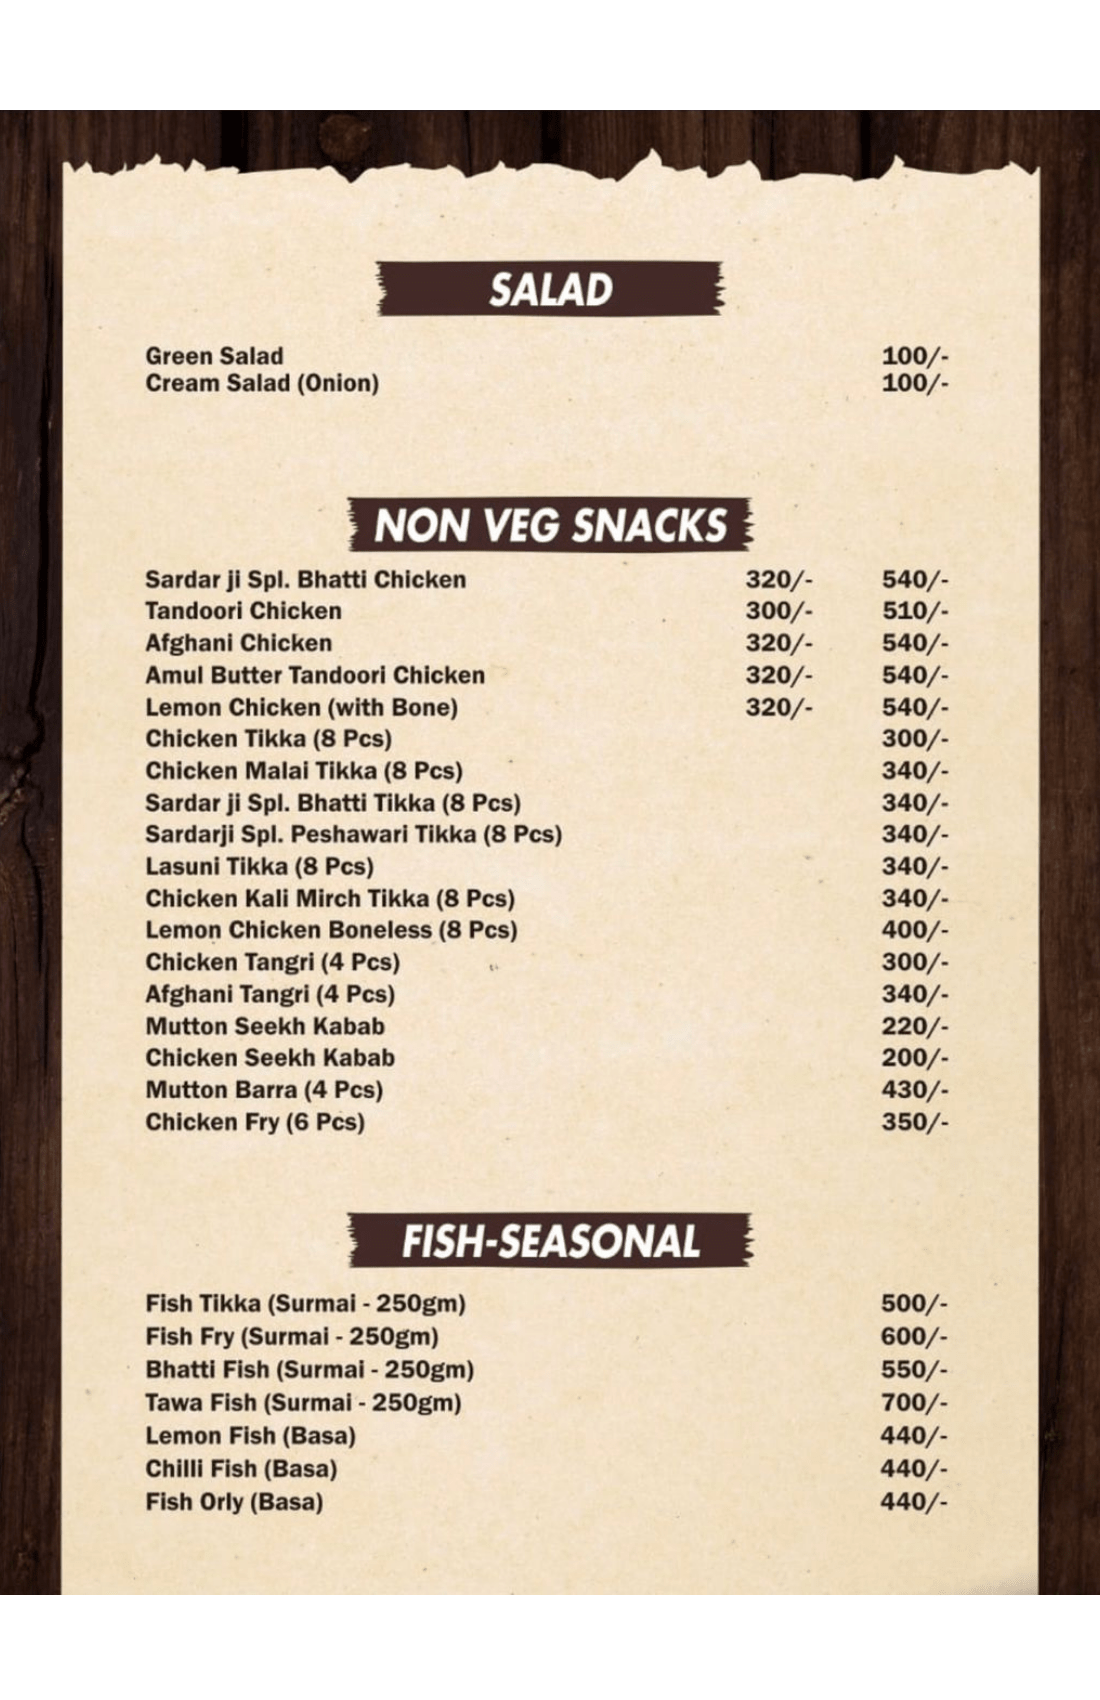 SALAD
Green Salad 100/-
Cream Salad (Onion) 100/-
NON VEG SNACKS
Sardar ji Spl. Bhatti Chicken 320/- 540/-
Tandoori Chicken 300/- 510/-
Afghani Chicken 320/- 540/-
Amul Butter Tandoori Chicken 320/- 540/-
Lemon Chicken (with Bone) 320/- 540/-
Chicken Tikka (8 Pcs) 300/-
Chicken Malai Tikka (8 Pcs) 340/-
Sardar ji Spl. Bhatti Tikka (8 Pcs) 340/-
Sardarji Spl. Peshawari Tikka (8 Pcs) 340/-
Lasuni Tikka (8 Pcs) 340/-
Chicken Kali Mirch Tikka (8 Pcs) 340/-
Lemon Chicken Boneless (8 Pcs) 400/-
Chicken Tangri (4 Pcs) 300/-
Afghani Tangri (4 Pcs) 340/-
Mutton Seekh Kabab 220/-
Chicken Seekh Kabab 200/-
Mutton Barra (4 Pcs) 430/-
Chicken Fry (6 Pcs) 350/-
FISH-SEASONAL
Fish Tikka (Surmai - 250gm) 500/-
Fish Fry (Surmai - 250gm) 600/-
Bhatti Fish (Surmai - 250gm) 550/-
Tawa Fish (Surmai - 250gm) 700/-
Lemon Fish (Basa) 440/-
Chilli Fish (Basa) 440/-
Fish Orly (Basa) 440/-